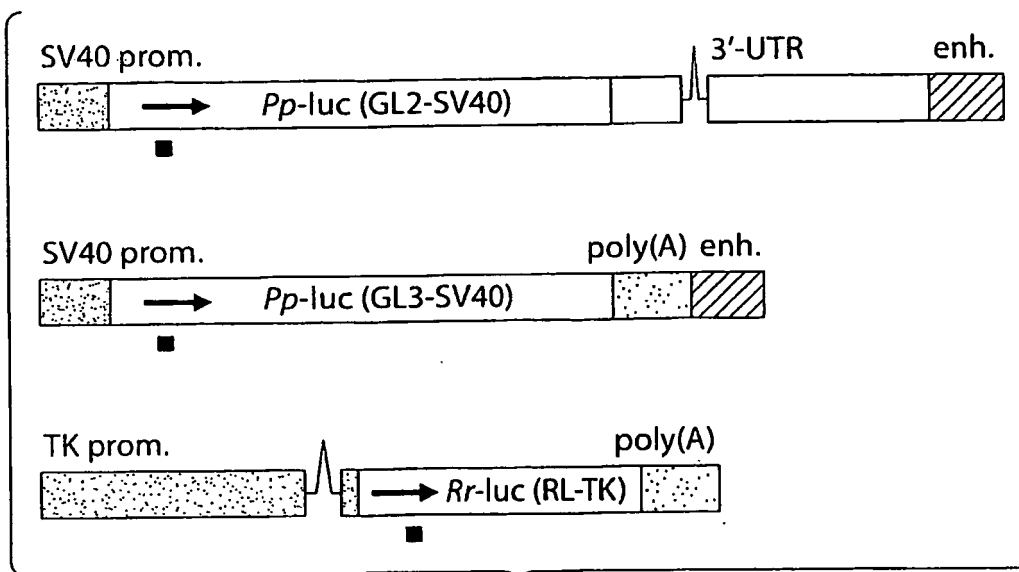 SV40 prom. 3′-UTR enh.
Pp-luc (GL2-SV40)
SV40 prom. poly(A) enh.
Pp-luc (GL3-SV40)
TK prom. poly(A)
Rr-luc (RL-TK)